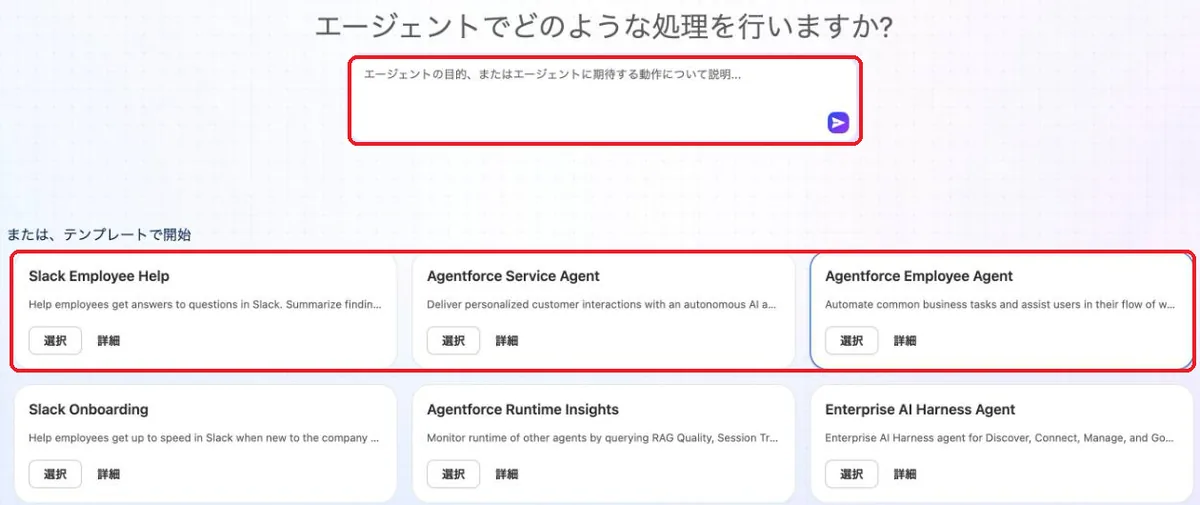 エージェントでどのような処理を行いますか?
エージェントの目的、またはエージェントに期待する動作について説明...
または、テンプレートで開始
Slack Employee Help
Help employees get answers to questions in Slack. Summarize findin...
選択 詳細
Agentforce Service Agent
Deliver personalized customer interactions with an autonomous AI a...
選択 詳細
Agentforce Employee Agent
Automate common business tasks and assist users in their flow of w...
選択 詳細
Slack Onboarding
Help employees get up to speed in Slack when new to the company ...
選択 詳細
Agentforce Runtime Insights
Monitor runtime of other agents by querying RAG Quality, Session Tr...
選択 詳細
Enterprise AI Harness Agent
Enterprise AI Harness agent for Discover, Connect, Manage, and Go...
選択 詳細